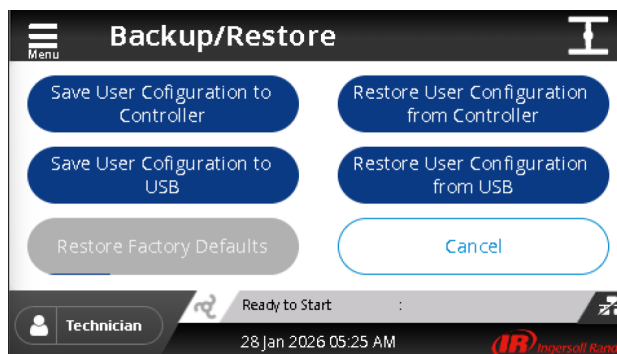 Backup/Restore
Menu
Save User Cofiguration to
Controller
Restore User Configuration
from Controller
Save User Cofiguration to
USB
Restore User Configuration
from USB
Restore Factory Defaults
Cancel
Ready to Start :
Technician
28 Jan 2026 05:25 AM
IR Ingersoll Rand